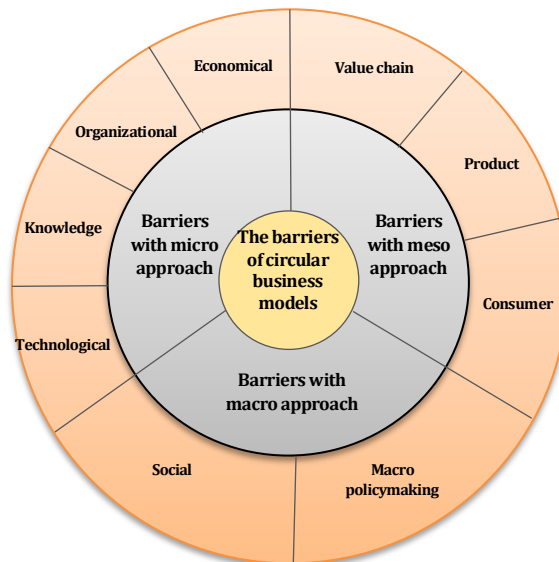 Economical
Value chain
Organizational
Product
Knowledge
Barriers
with micro
approach
The barriers
of circular
business
models
Barriers
with meso
approach
Consumer
Technological
Barriers with
macro approach
Social
Macro
policymaking